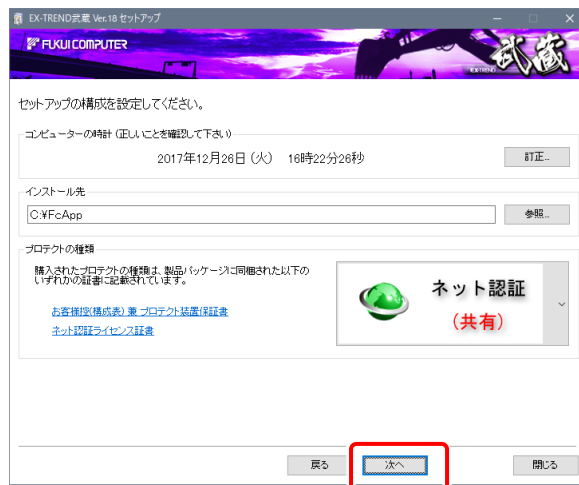 EX-TREND武蔵 Ver.18 セットアップ
FUKUI COMPUTER
EX-TREND
武蔵
セットアップの構成を設定してください。
コンピューターの時計 (正しいことを確認して下さい)
2017年12月26日 (火) 16時22分26秒
訂正...
インストール先
C:¥FcApp
参照...
プロテクトの種類
購入されたプロテクトの種類は、製品パッケージに同梱された以下の
いずれかの証書に記載されています。
お客様控(構成表) 兼 プロテクト装置保証書
ネット認証ライセンス証書
ネット認証
(共有)
戻る
次へ
閉じる